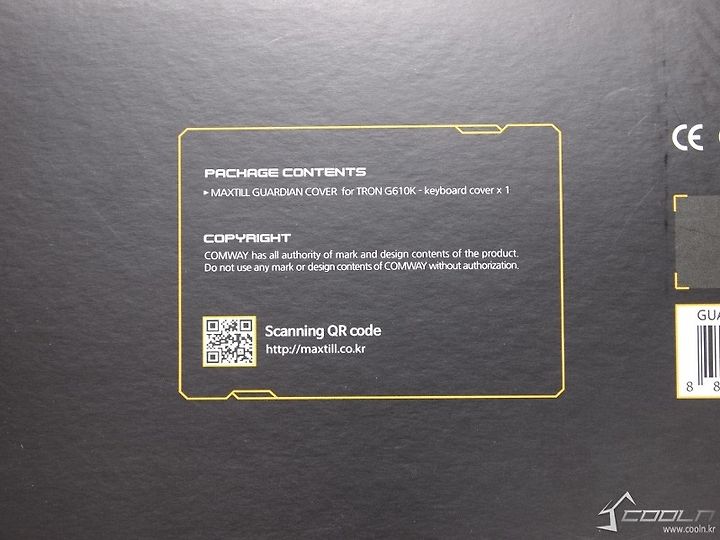 PACKAGE CONTENTS
▸ MAXTILL GUARDIAN COVER for TRON G610K - keyboard cover x 1
COPYRIGHT
COMWAY has all authority of mark and design contents of the product.
Do not use any mark or design contents of COMWAY without authorization.
Scanning QR code
http://maxtill.co.kr
CE
GUA
8 8
COOLN
www.cooln.kr